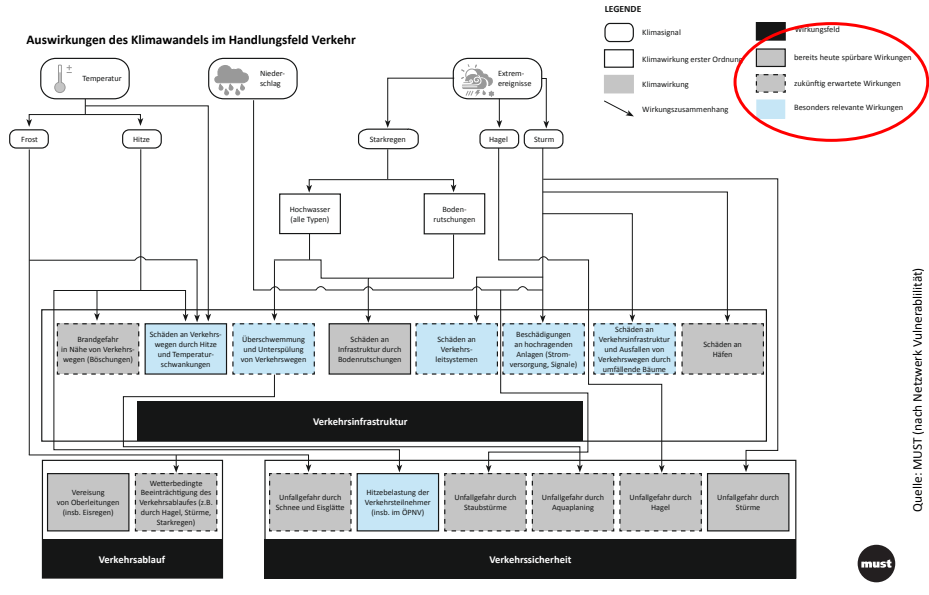 LEGENDE
Klimasignal
Klimawirkung erster Ordnung
Klimawirkung
Wirkungszusammenhang
Wirkungsfeld
bereits heute spürbare Wirkungen
zukünftig erwartete Wirkungen
Besonders relevante Wirkungen
Auswirkungen des Klimawandels im Handlungsfeld Verkehr
±
Temperatur
Nieder-
schlag
Extrem-
ereignisse
Frost
Hitze
Starkregen
Hagel
Sturm
Hochwasser
(alle Typen)
Boden-
rutschungen
Brandgefahr
in Nähe von Verkehrs-
wegen (Böschungen)
Schäden an Verkehrs-
wegen durch Hitze
und Temperatur-
schwankungen
Überschwemmung
und Unterspülung
von Verkehrswegen
Schäden an
Infrastruktur durch
Bodenrutschungen
Schäden an
Verkehrs-
leitsystemen
Beschädigungen
an hochragenden
Anlagen (Strom-
versorgung, Signale)
Schäden an
Verkehrsinfrastruktur
und Ausfallen von
Verkehrswegen durch
umfallende Bäume
Schäden an
Häfen
Verkehrsinfrastruktur
Vereisung
von Oberleitungen
(insb. Eisregen)
Wetterbedingte
Beeinträchtigung des
Verkehrsablaufes (z.B.
durch Hagel, Stürme,
Starkregen)
Verkehrsablauf
Unfallgefahr durch
Schnee und Eisglätte
Hitzebelastung der
Verkehrsteilnehmer
(insb. im ÖPNV)
Unfallgefahr durch
Staubstürme
Unfallgefahr durch
Aquaplaning
Unfallgefahr durch
Hagel
Unfallgefahr durch
Stürme
Verkehrssicherheit
Quelle: MUST (nach Netzwerk Vulnerablilität)
must